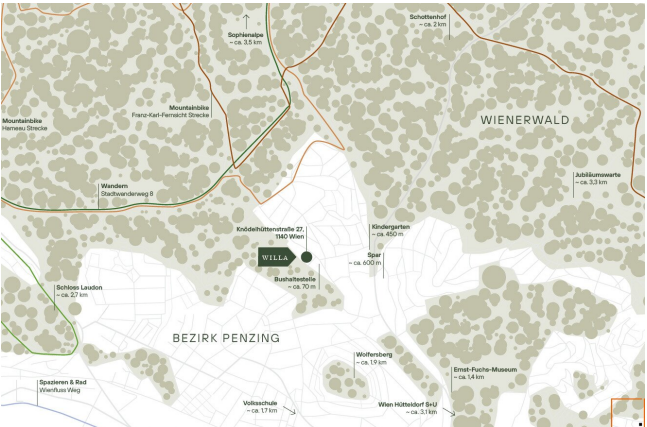 Schottenhof
– ca. 2 km
Sophienalpe
– ca. 3,5 km
Mountainbike
Franz-Karl-Fernsicht Strecke
Mountainbike
Hameau Strecke
WIENERWALD
Jubiläumswarte
– ca. 3,3 km
Wandern
Stadtwanderweg 8
Knödelhüttenstraße 27,
1140 Wien
WILLA
Kindergarten
– ca. 450 m
Spar
– ca. 600 m
Bushaltestelle
– ca. 70 m
Schloss Laudon
– ca. 2,7 km
BEZIRK PENZING
Wolfersberg
– ca. 1,9 km
Ernst-Fuchs-Museum
– ca. 1,4 km
Spazieren & Rad
Wienfluss Weg
Volksschule
– ca. 1,7 km
Wien Hütteldorf S+U
– ca. 3,1 km